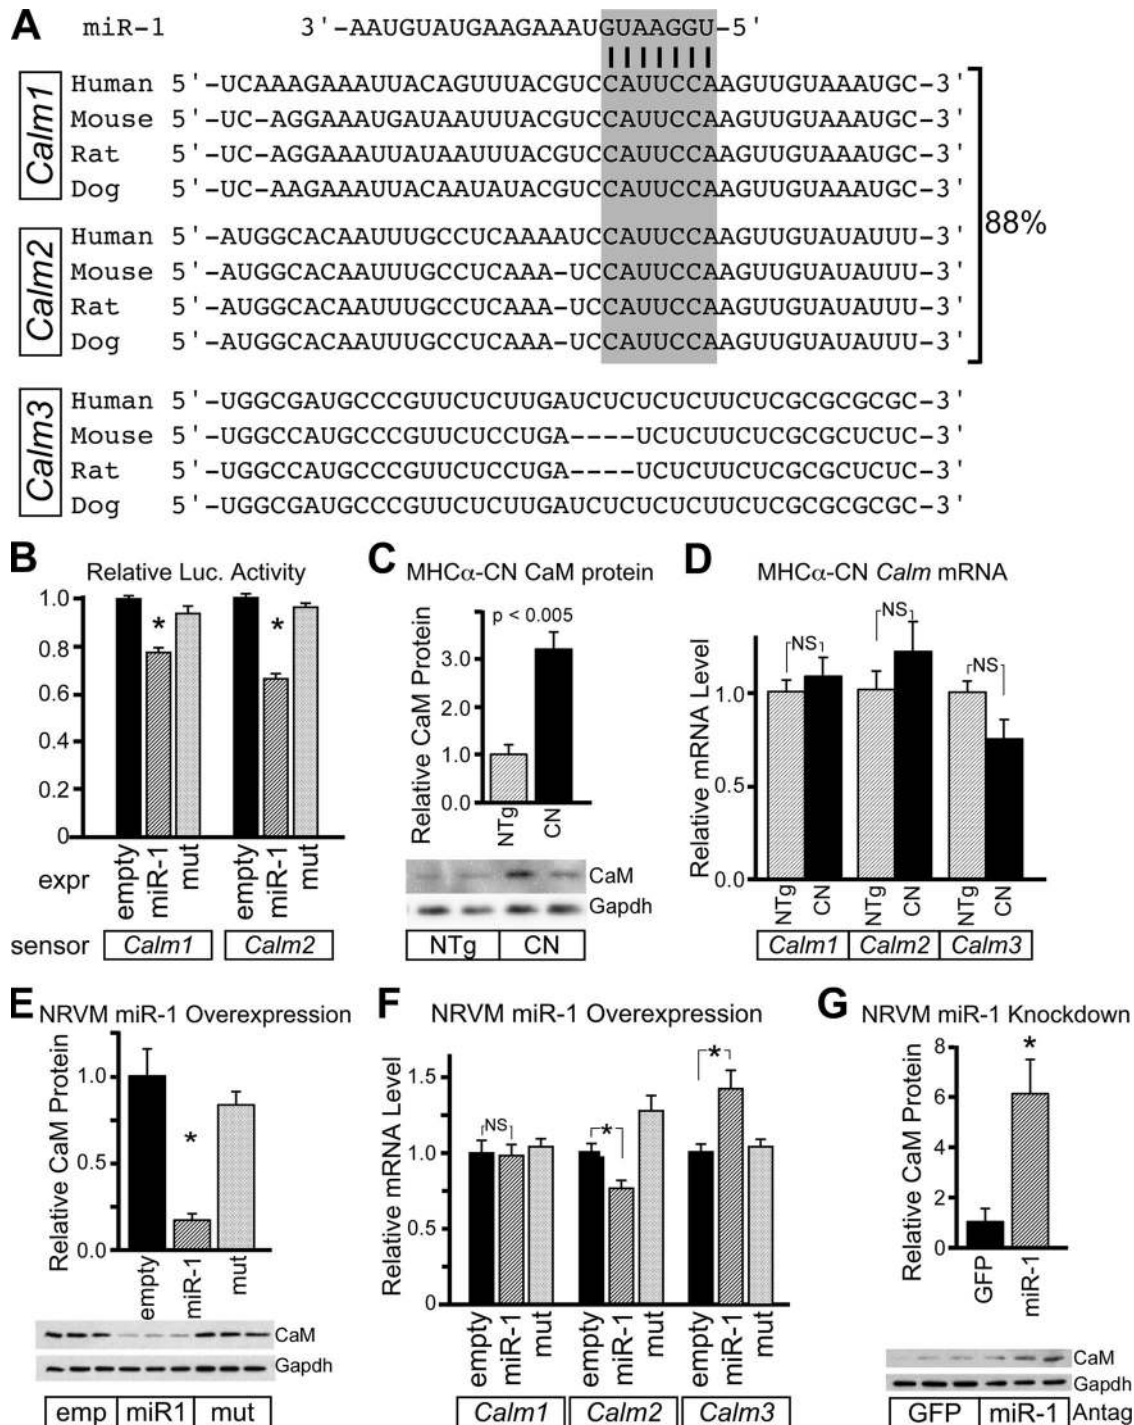 A
miR-1 3'-AAUGUAUGAAGAAAUGUAAGGU-5'
Calm1
Human 5'-UCAAAGAAAUUACAGUUUACGUCCAUUCCAAGUUGUAAAUGC-3'
Mouse 5'-UC-AGGAAAUGAUAAUUUACGUCCAUUCCAAGUUGUAAAUGC-3'
Rat 5'-UC-AGGAAAUUAUAAUUUACGUCCAUUCCAAGUUGUAAAUGC-3'
Dog 5'-UC-AAGAAAUUACAAUAUACGUCCAUUCCAAGUUGUAAAUGC-3'
88%
Calm2
Human 5'-AUGGCACAAUUUGCCUCAAAAUCCAUUCCAAGUUGUAUAUUU-3'
Mouse 5'-AUGGCACAAUUUGCCUCAAA-UCCAUUCCAAGUUGUAUAUUU-3'
Rat 5'-AUGGCACAAUUUGCCUCAAA-UCCAUUCCAAGUUGUAUAUUU-3'
Dog 5'-AUGGCACAAUUUGCCUCAAA-UCCAUUCCAAGUUGUAUAUUU-3'
Calm3
Human 5'-UGGCGAUGCCCGUUCUCUUGAUCUCUCUCUUCUCGCGCGCGC-3'
Mouse 5'-UGGCCAUGCCCGUUCUCCUGA----UCUCUUCUCGCGCUCUC-3'
Rat 5'-UGGCCAUGCCCGUUCUCCUGA----UCUCUUCUCGCGCUCUC-3'
Dog 5'-UGGCGAUGCCCGUUCUCUUGAUCUCUCUCUUCUCGCGCGCGC-3'
B
Relative Luc. Activity
1.0
0.8
0.6
0.4
0.2
0
* *
expr empty miR-1 mut empty miR-1 mut
sensor Calm1 Calm2
C
MHCα-CN CaM protein
Relative CaM Protein
p < 0.005
3.0
2.0
1.0
0.0
NTg CN
CaM
Gapdh
NTg CN
D
MHCα-CN Calm mRNA
Relative mRNA Level
NS NS NS
1.0
0.5
0.0
NTg CN NTg CN NTg CN
Calm1 Calm2 Calm3
E
NRVM miR-1 Overexpression
Relative CaM Protein
1.0
0.5
0.0
*
empty miR-1 mut
CaM
Gapdh
emp miR1 mut
F
NRVM miR-1 Overexpression
Relative mRNA Level
1.5
1.0
0.5
0
NS * *
empty miR-1 mut empty miR-1 mut empty miR-1 mut
Calm1 Calm2 Calm3
G
NRVM miR-1 Knockdown
Relative CaM Protein
8
6
4
2
0
*
GFP miR-1
CaM
Gapdh
GFP miR-1 Antag